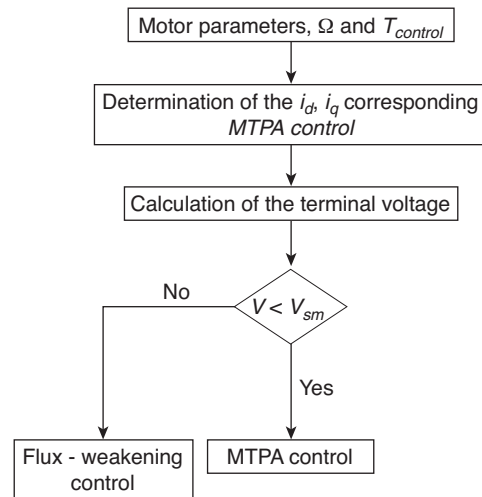 Motor parameters, Ω and T_control
Determination of the i_d, i_q corresponding
MTPA control
Calculation of the terminal voltage
No
V < V_sm
Yes
Flux - weakening
control
MTPA control